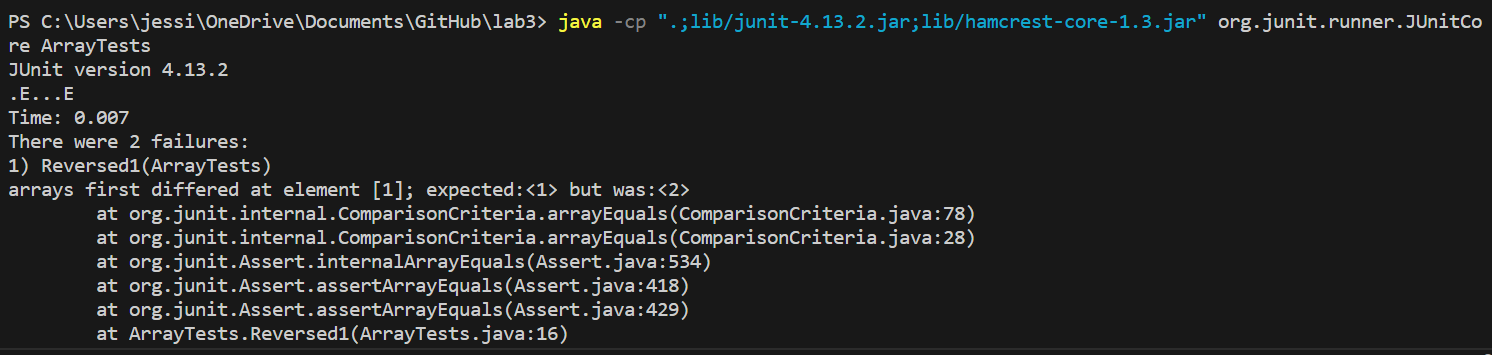 PS C:\Users\jessi\OneDrive\Documents\GitHub\lab3> java -cp ".;lib/junit-4.13.2.jar;lib/hamcrest-core-1.3.jar" org.junit.runner.JUnitCo
re ArrayTests
JUnit version 4.13.2
.E...E
Time: 0.007
There were 2 failures:
1) Reversed1(ArrayTests)
arrays first differed at element [1]; expected:<1> but was:<2>
        at org.junit.internal.ComparisonCriteria.arrayEquals(ComparisonCriteria.java:78)
        at org.junit.internal.ComparisonCriteria.arrayEquals(ComparisonCriteria.java:28)
        at org.junit.Assert.internalArrayEquals(Assert.java:534)
        at org.junit.Assert.assertArrayEquals(Assert.java:418)
        at org.junit.Assert.assertArrayEquals(Assert.java:429)
        at ArrayTests.Reversed1(ArrayTests.java:16)